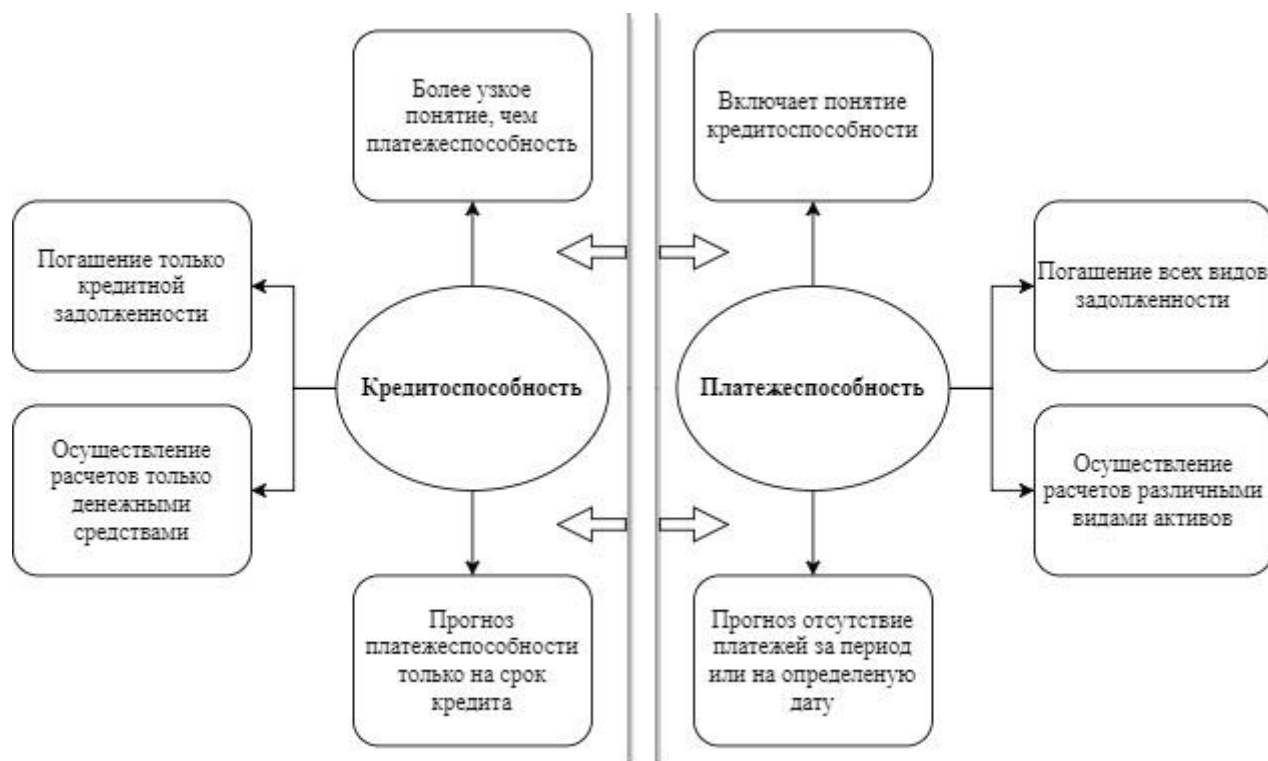 Более узкое
понятие, чем
платежеспособность
Включает понятие
кредитоспособности
Погашение только
кредитной
задолженности
Погашение всех видов
задолженности
Кредитоспособность
Платежеспособность
Осуществление
расчетов только
денежными
средствами
Осуществление
расчетов различными
видами активов
Прогноз
платежеспособности
только на срок
кредита
Прогноз отсутствие
платежей за период
или на определеную
дату